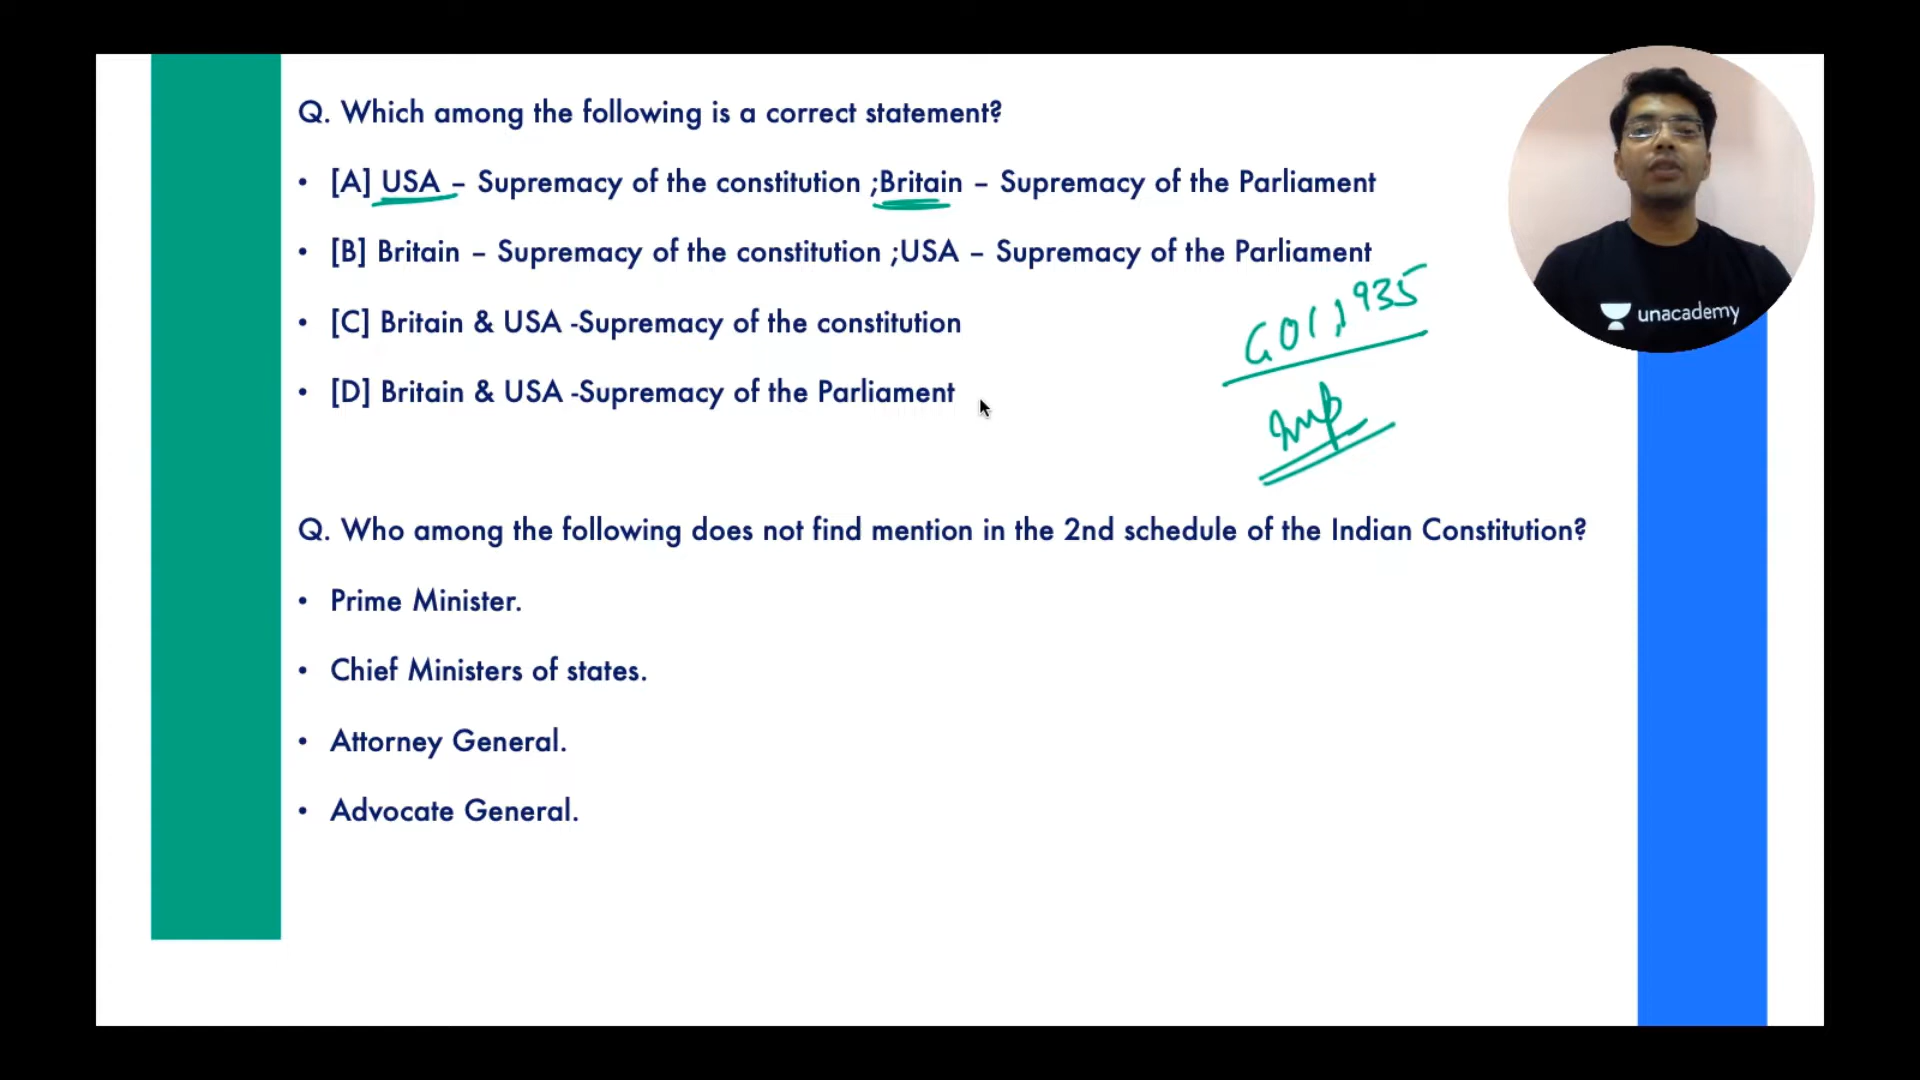 Q. Which among the following is a correct statement?
• [A] USA – Supremacy of the constitution ;Britain – Supremacy of the Parliament
• [B] Britain – Supremacy of the constitution ;USA – Supremacy of the Parliament
• [C] Britain & USA -Supremacy of the constitution
• [D] Britain & USA -Supremacy of the Parliament
GOI, 1935
Imp
unacademy
Q. Who among the following does not find mention in the 2nd schedule of the Indian Constitution?
• Prime Minister.
• Chief Ministers of states.
• Attorney General.
• Advocate General.